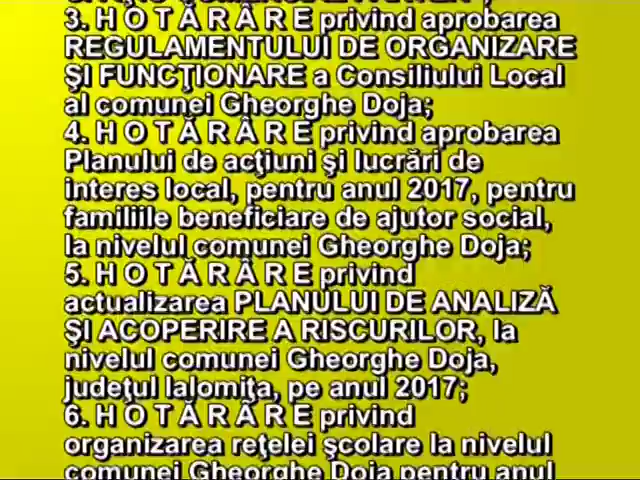 3. H O T Ă R Â R E privind aprobarea
REGULAMENTULUI DE ORGANIZARE
ŞI FUNCŢIONARE a Consiliului Local
al comunei Gheorghe Doja;
4. H O T Ă R Â R E privind aprobarea
Planului de acţiuni şi lucrări de
interes local, pentru anul 2017, pentru
familiile beneficiare de ajutor social,
la nivelul comunei Gheorghe Doja;
5. H O T Ă R Â R E privind
actualizarea PLANULUI DE ANALIZĂ
ŞI ACOPERIRE A RISCURILOR, la
nivelul comunei Gheorghe Doja,
judeţul Ialomiţa, pe anul 2017;
6. H O T Ă R Â R E privind
organizarea reţelei şcolare la nivelul
comunei Gheorghe Doja pentru anul